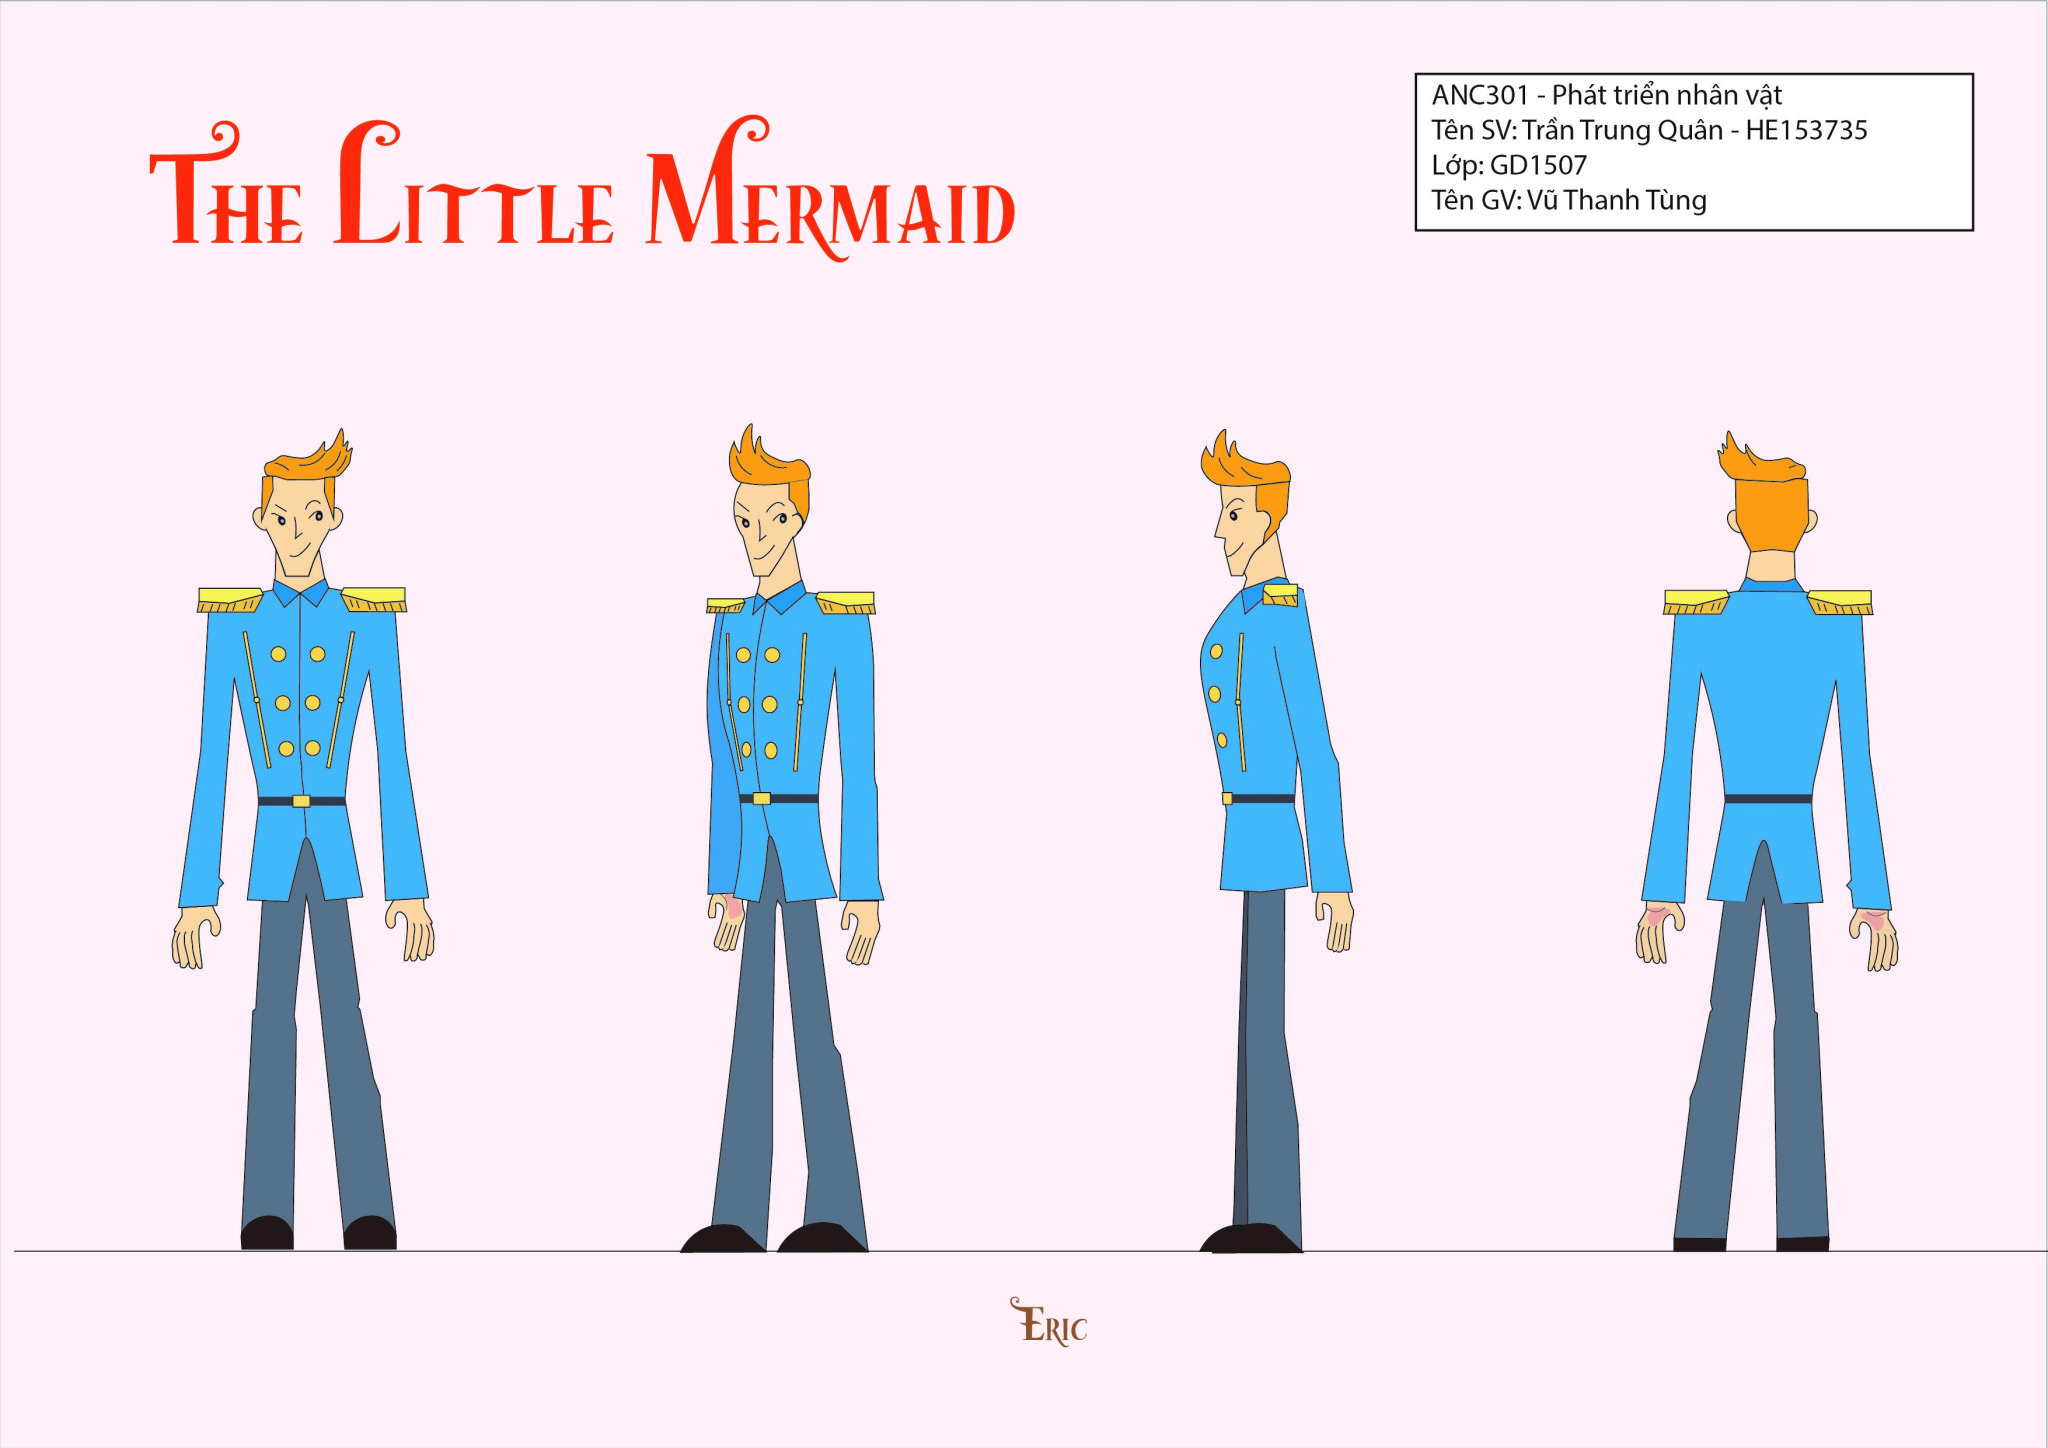 THE LITTLE MERMAID
ANC301 - Phát triển nhân vật
Tên SV: Trần Trung Quân - HE153735
Lớp: GD1507
Tên GV: Vũ Thanh Tùng
ERIC